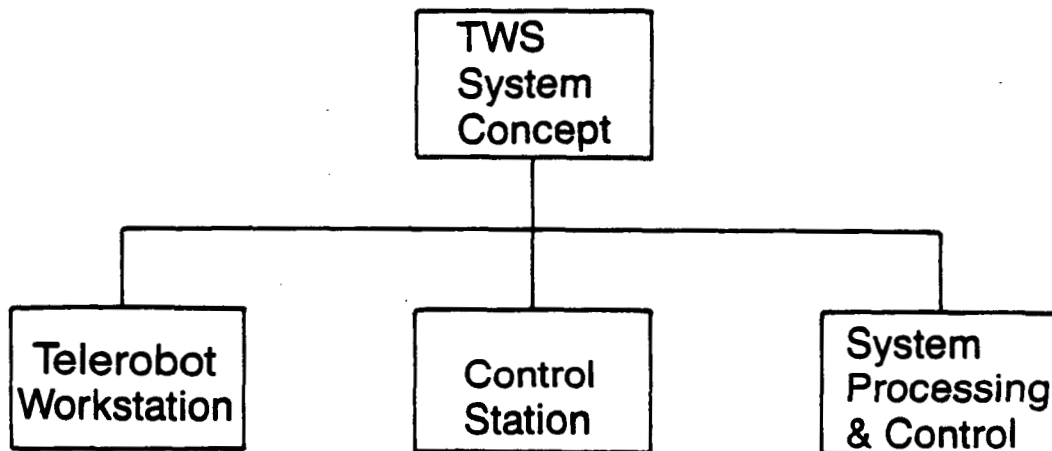 TWS
System
Concept
Telerobot
Workstation
Control
Station
System
Processing
& Control